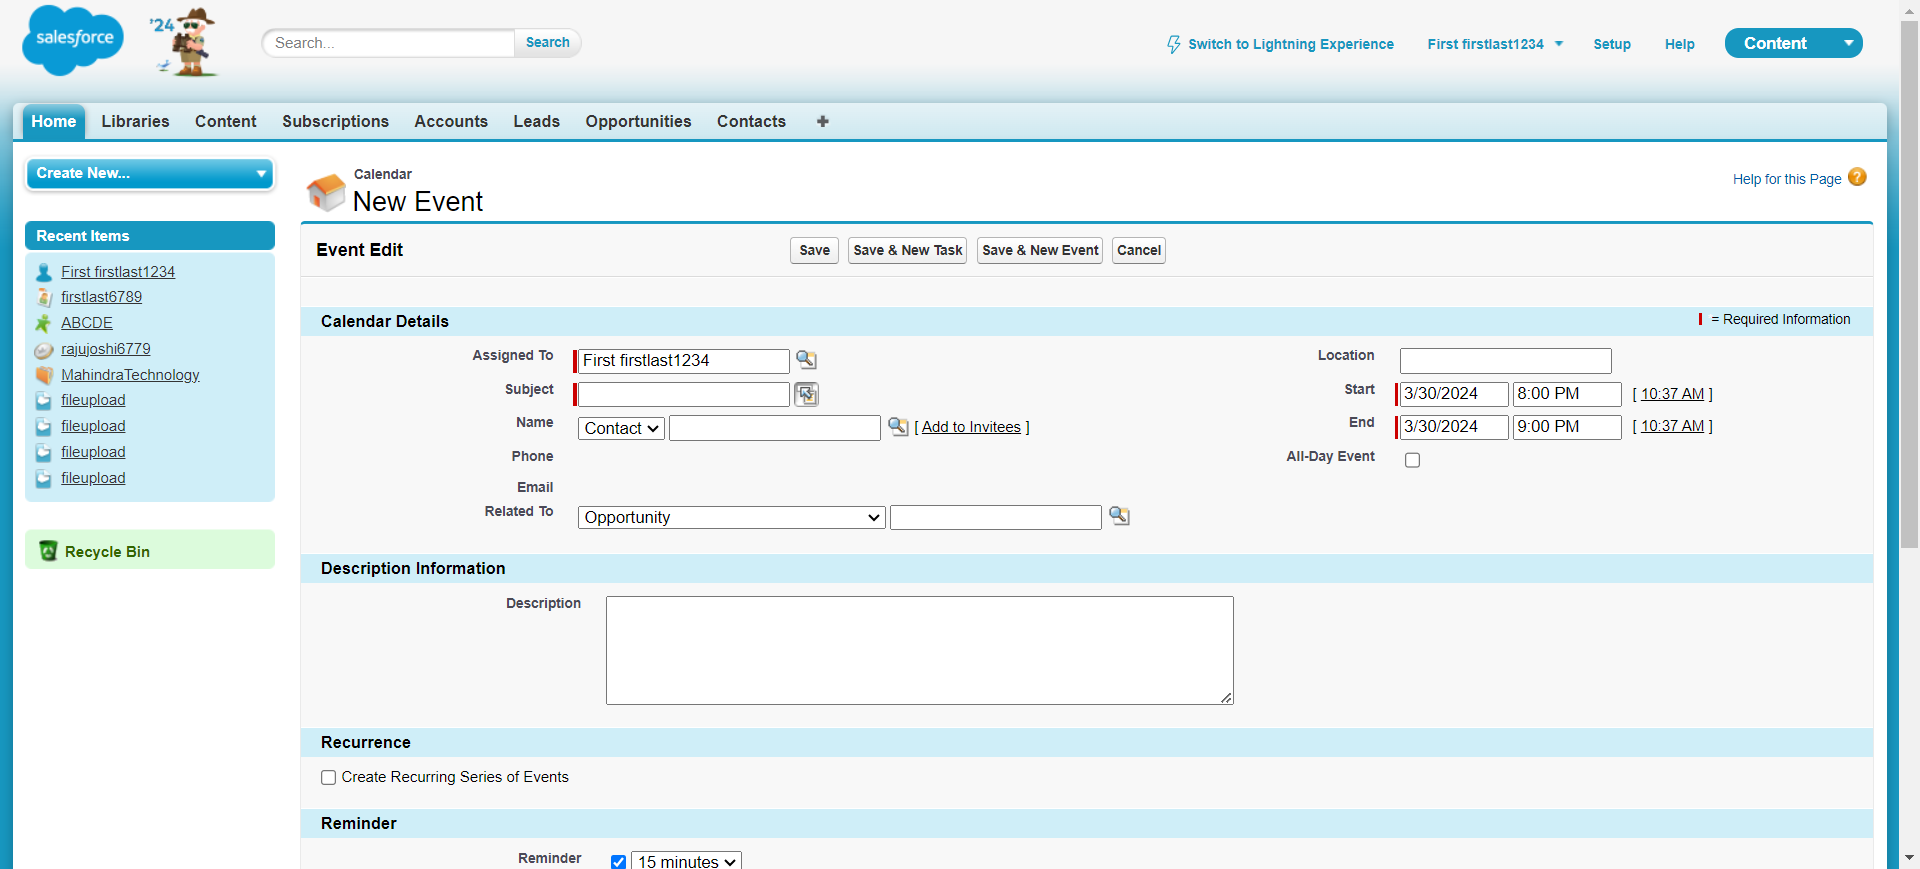 salesforce
'24
Search...
Search
Switch to Lightning Experience
First firstlast1234
Setup
Help
Content
Home
Libraries
Content
Subscriptions
Accounts
Leads
Opportunities
Contacts
+
Create New...
Recent Items
First firstlast1234
firstlast6789
ABCDE
rajujoshi6779
MahindraTechnology
fileupload
fileupload
fileupload
fileupload
Recycle Bin
Calendar
New Event
Help for this Page ?
Event Edit
Save
Save & New Task
Save & New Event
Cancel
Calendar Details
= Required Information
Assigned To First firstlast1234
Location
Subject
Start 3/30/2024 8:00 PM [ 10:37 AM ]
Name Contact [ Add to Invitees ]
End 3/30/2024 9:00 PM [ 10:37 AM ]
Phone
All-Day Event
Email
Related To Opportunity
Description Information
Description
Recurrence
Create Recurring Series of Events
Reminder
Reminder 15 minutes